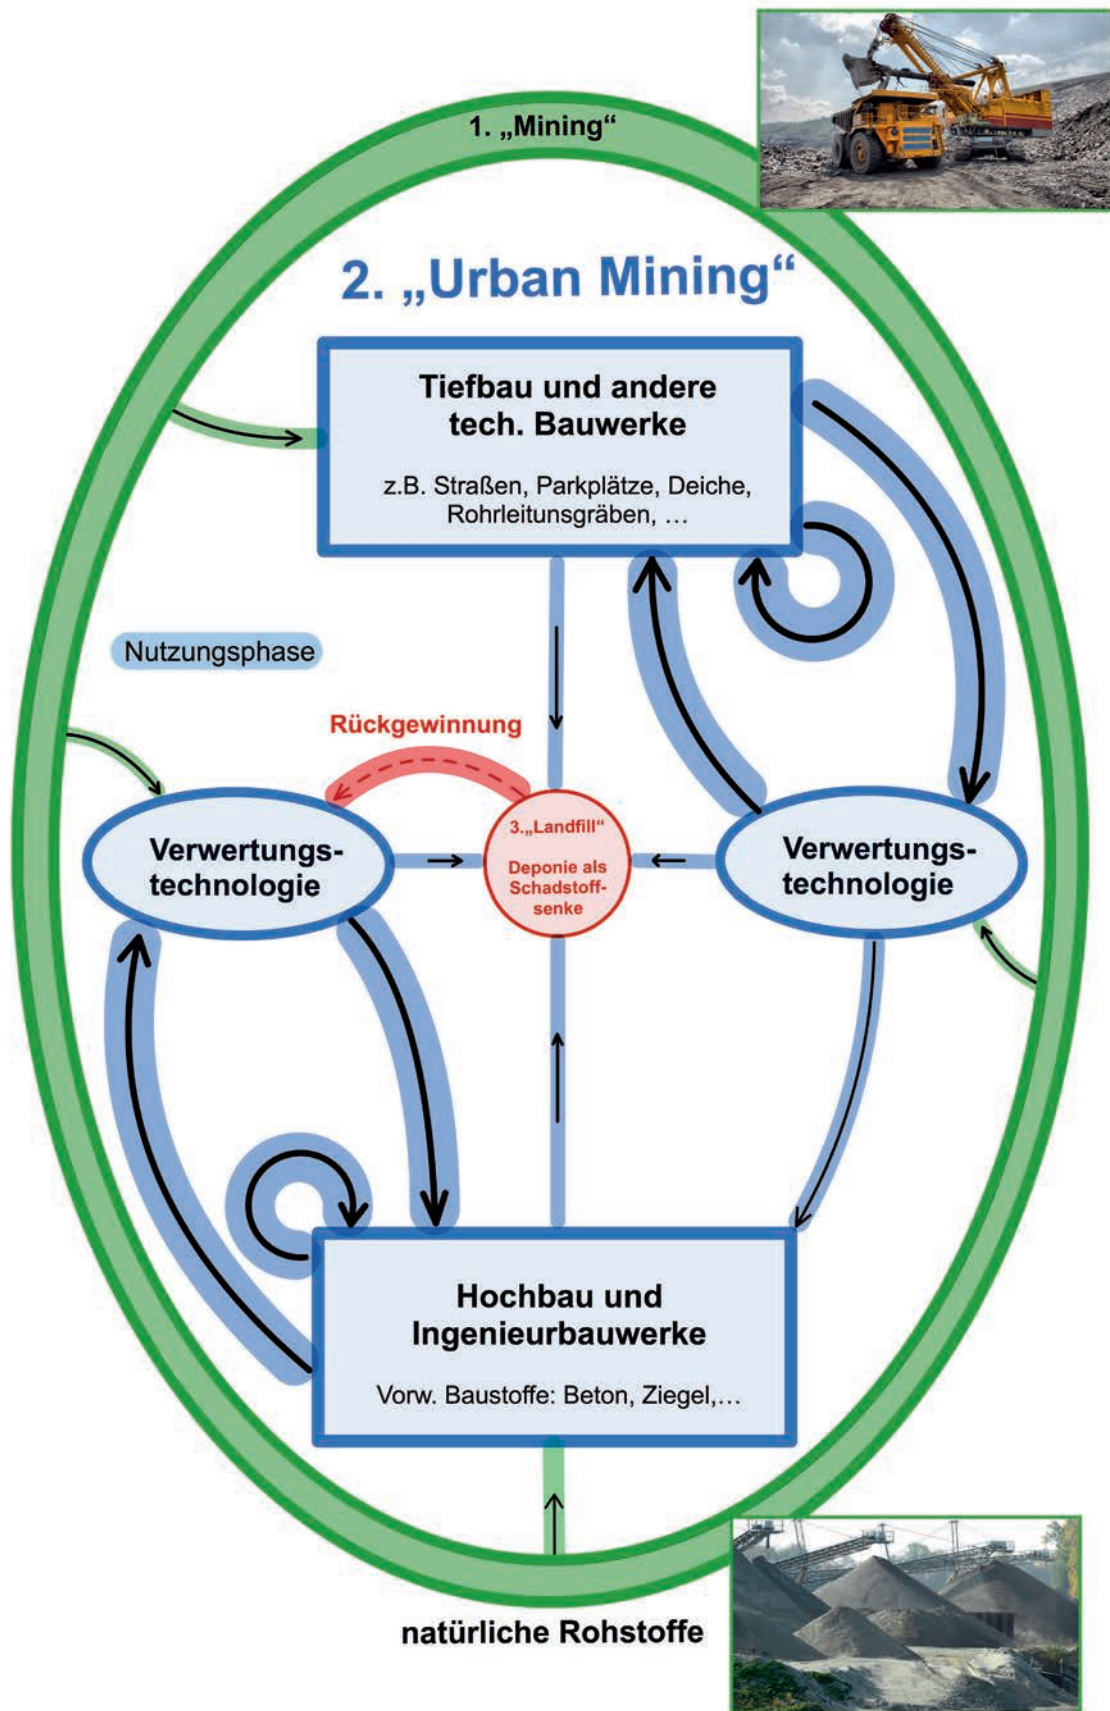 1. „Mining“
2. „Urban Mining“
Tiefbau und andere
tech. Bauwerke
z.B. Straßen, Parkplätze, Deiche,
Rohrleitunsgräben, …
Nutzungsphase
Rückgewinnung
Verwertungs-
technologie
3.„Landfill“
Deponie als
Schadstoff-
senke
Verwertungs-
technologie
Hochbau und
Ingenieurbauwerke
Vorw. Baustoffe: Beton, Ziegel,…
natürliche Rohstoffe